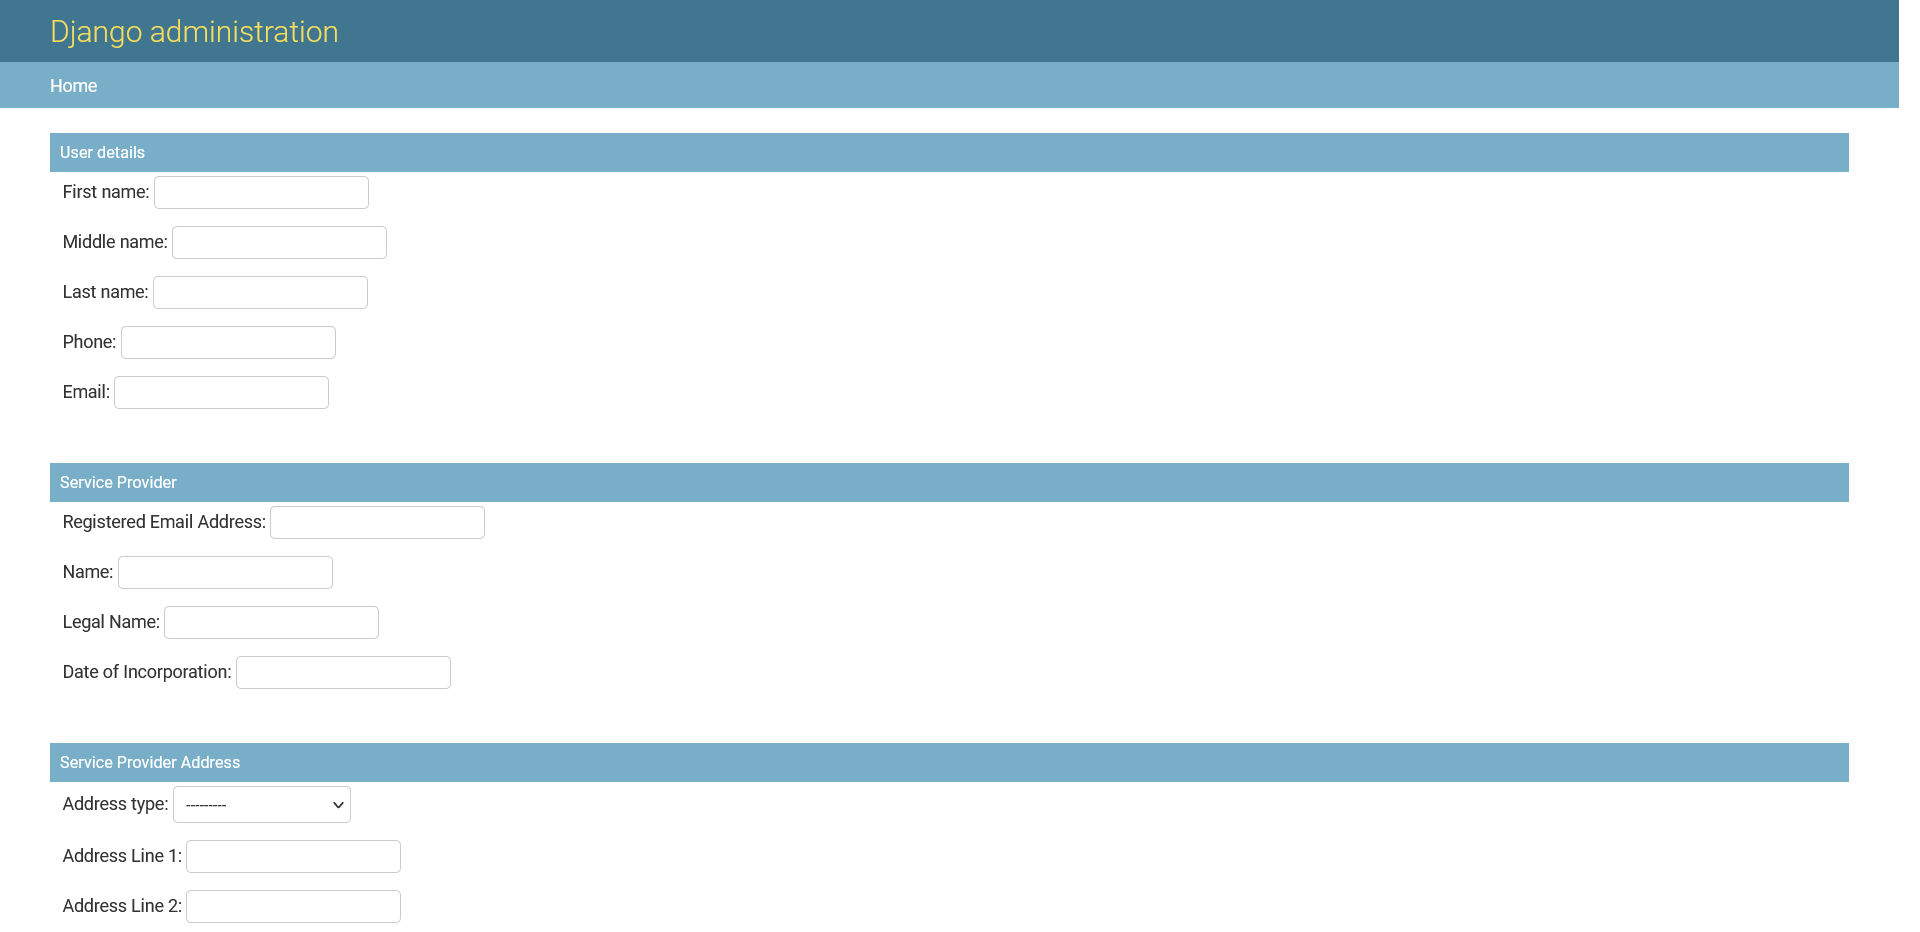 Django administration
Home
User details
First name:
Middle name:
Last name:
Phone:
Email:
Service Provider
Registered Email Address:
Name:
Legal Name:
Date of Incorporation:
Service Provider Address
Address type: ---------
Address Line 1:
Address Line 2: